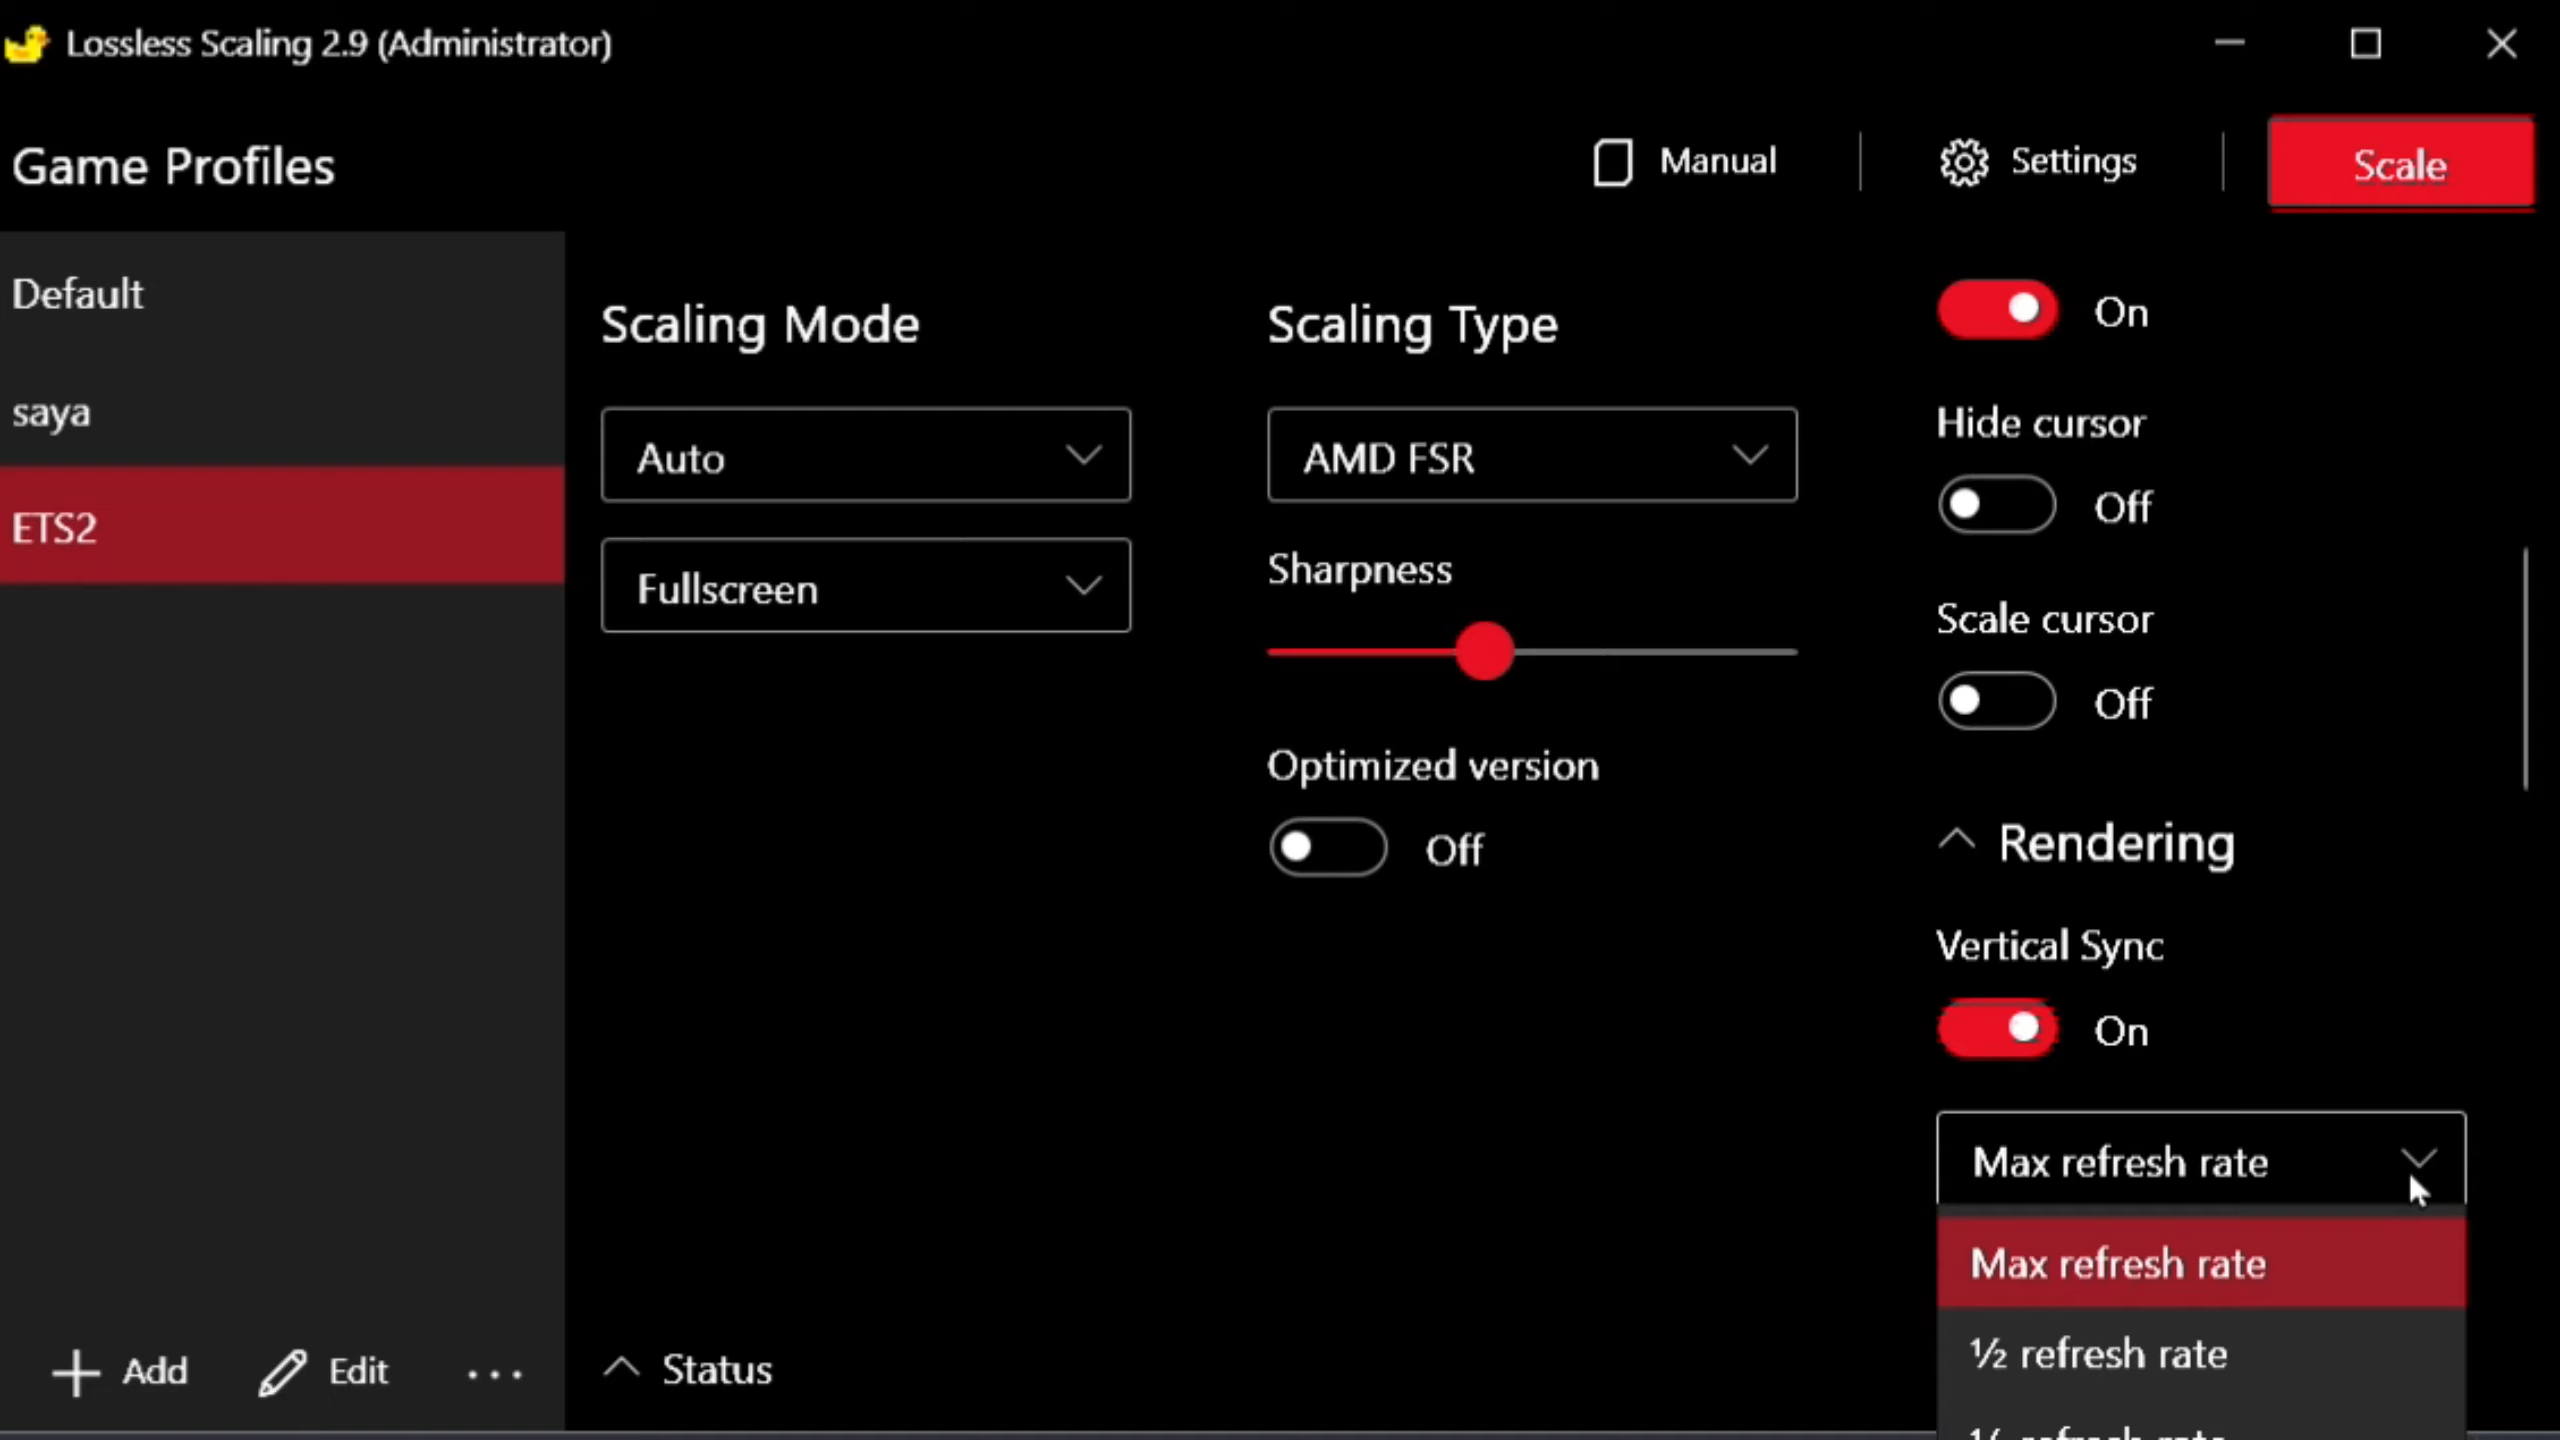 Lossless Scaling 2.9 (Administrator)
Game Profiles
Manual
Settings
Scale
Default
saya
ETS2
Add
Edit
Scaling Mode
Auto
Fullscreen
Status
Scaling Type
AMD FSR
Sharpness
Optimized version
Off
On
Hide cursor
Off
Scale cursor
Off
Rendering
Vertical Sync
On
Max refresh rate
Max refresh rate
½ refresh rate
refresh rate